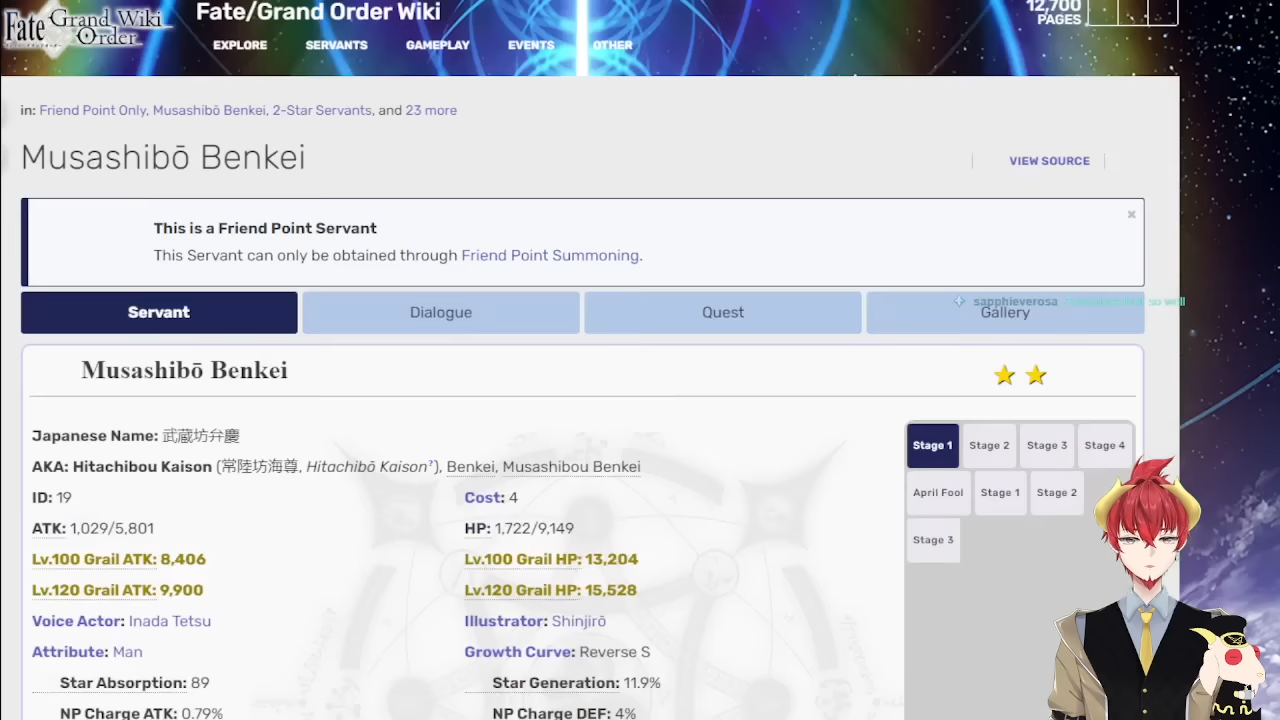 Fate Grand Wiki
Order
Fate/Grand Order Wiki
12,700
PAGES
EXPLORE SERVANTS GAMEPLAY EVENTS OTHER
in: Friend Point Only, Musashibō Benkei, 2-Star Servants, and 23 more
Musashibō Benkei
VIEW SOURCE
This is a Friend Point Servant
×
This Servant can only be obtained through Friend Point Summoning.
sapphieverosa so well
Servant Dialogue Quest Gallery
Musashibō Benkei
Japanese Name: 武蔵坊弁慶
AKA: Hitachibou Kaison (常陸坊海尊, Hitachibō Kaison?), Benkei, Musashibou Benkei
ID: 19 Cost: 4
ATK: 1,029/5,801 HP: 1,722/9,149
Lv.100 Grail ATK: 8,406 Lv.100 Grail HP: 13,204
Lv.120 Grail ATK: 9,900 Lv.120 Grail HP: 15,528
Voice Actor: Inada Tetsu Illustrator: Shinjirō
Attribute: Man Growth Curve: Reverse S
Star Absorption: 89 Star Generation: 11.9%
NP Charge ATK: 0.79% NP Charge DEF: 4%
Stage 1 Stage 2 Stage 3 Stage 4
April Fool Stage 1 Stage 2
Stage 3